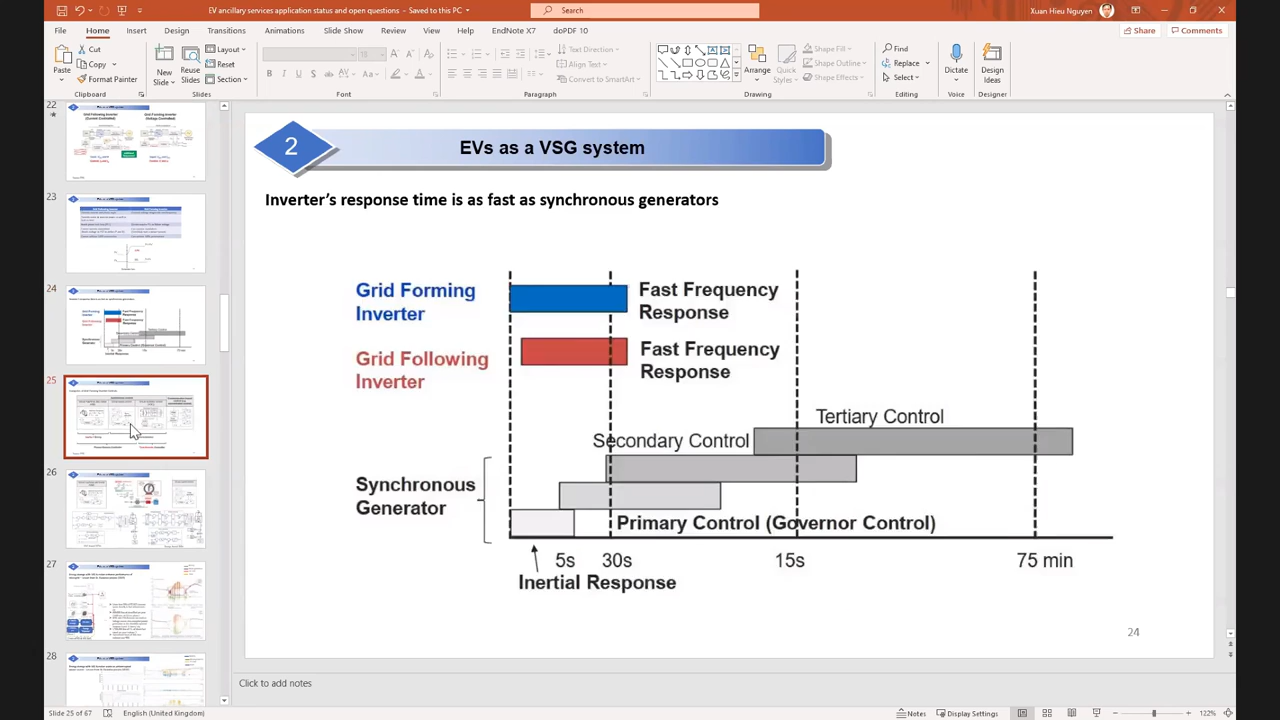 EV ancillary services application status and open questions - Saved to this PC
Search
Xuan Hieu Nguyen
File Home Insert Design Transitions Animations Slide Show Review View Help EndNote X7 doPDF 10
Share
Comments
Paste
Cut
Copy
Format Painter
Clipboard
New
Slide
Reuse
Slides
Layout
Reset
Section
Slides
Font
Text Direction
Align Text
Convert to SmartArt
Paragraph
Arrange
Quick
Styles
Shape Fill
Shape Outline
Shape Effects
Drawing
Find
Replace
Select
Editing
Dictate
Voice
Design
Ideas
Designer
22
23
24
25
26
27
28
2
EVs as a VSG system
Inverter's response time is as fast as synchronous generators
Grid Forming
Inverter
Fast Frequency
Response
Grid Following
Inverter
Fast Frequency
Response
Tertiary Control
Secondary Control
Synchronous
Generator
Primary Control (Governor Control)
5s 30s 15s 75 min
Inertial Response
24
Click to add notes
Slide 25 of 67
English (United Kingdom)
Notes
Display Settings
122%